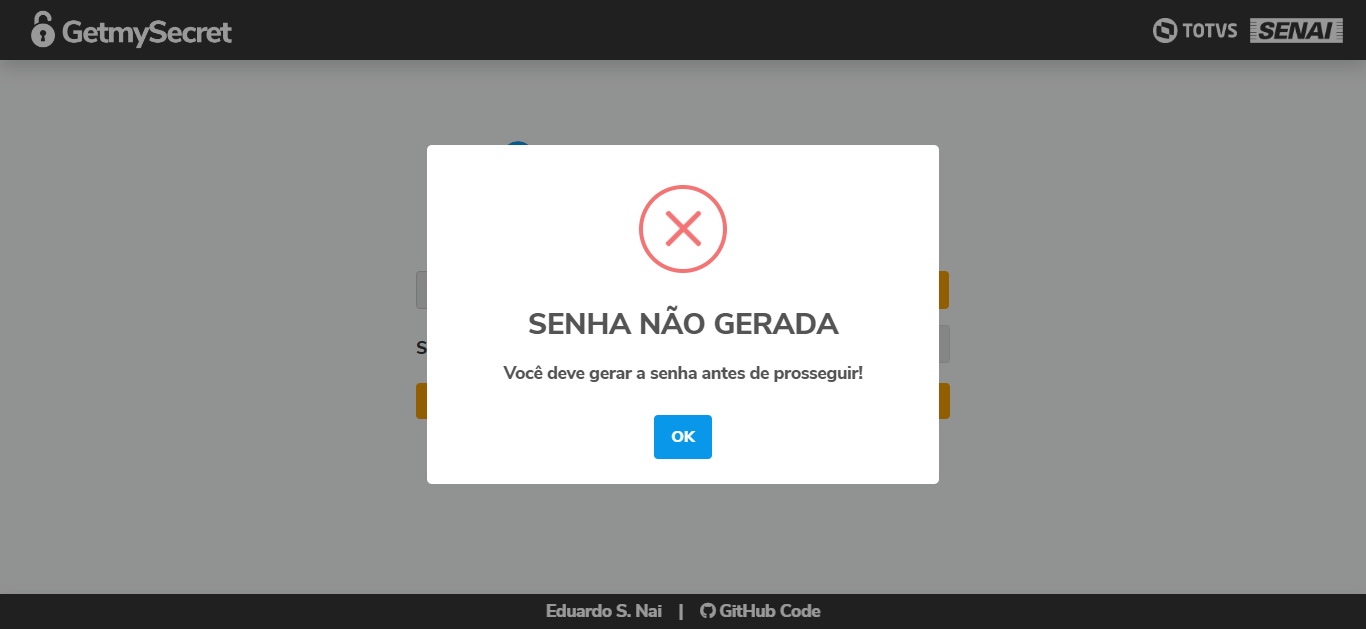 GetmySecret
TOTVS SENAI
SENHA NÃO GERADA
Você deve gerar a senha antes de prosseguir!
S
OK
Eduardo S. Nai | GitHub Code